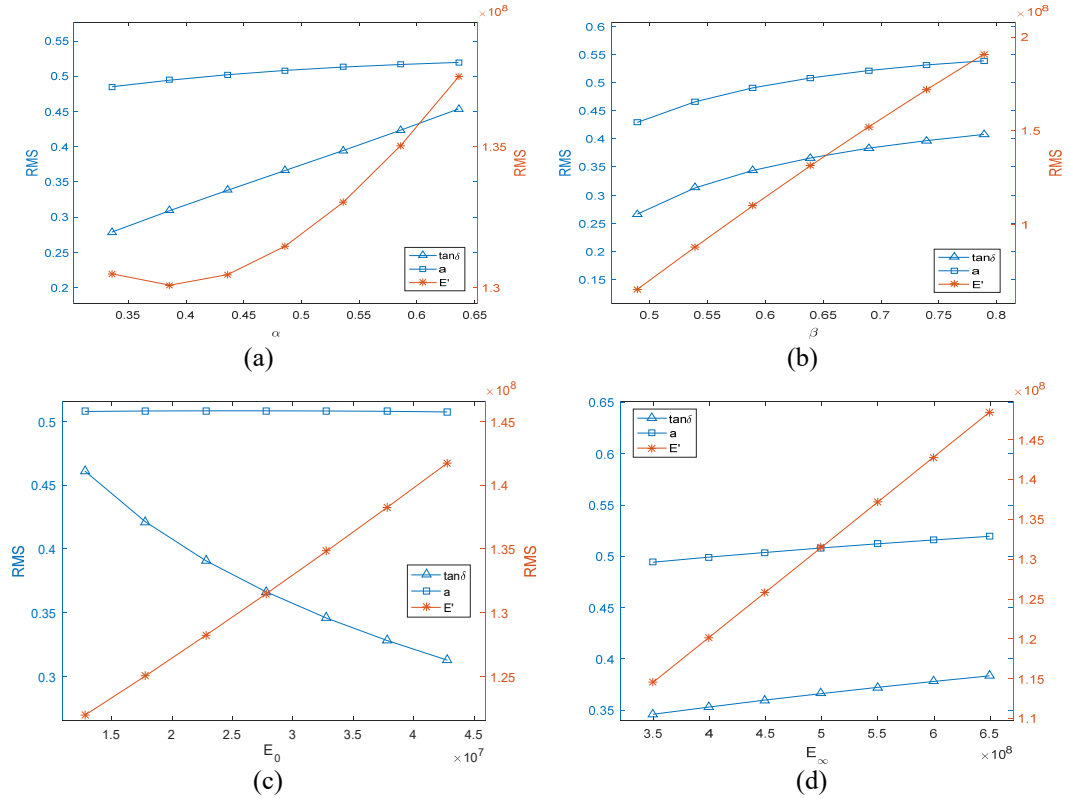 ×10⁸
0.55
0.5
0.45
0.4
0.35
0.3
0.25
0.2
RMS
1.35
1.3
RMS
tanδ
a
E'
0.35 0.4 0.45 0.5 0.55 0.6 0.65
α
(a)
×10⁸
0.6
0.55
0.5
0.45
0.4
0.35
0.3
0.25
0.2
0.15
RMS
2
1.5
1
RMS
tanδ
a
E'
0.5 0.55 0.6 0.65 0.7 0.75 0.8
β
(b)
×10⁸
0.5
0.45
0.4
0.35
0.3
RMS
1.45
1.4
1.35
1.3
1.25
RMS
tanδ
a
E'
1.5 2 2.5 3 3.5 4 4.5
E₀
×10⁷
(c)
×10⁸
0.65
0.6
0.55
0.5
0.45
0.4
0.35
RMS
1.45
1.4
1.35
1.3
1.25
1.2
1.15
1.1
RMS
tanδ
a
E'
3.5 4 4.5 5 5.5 6 6.5
E∞
×10⁸
(d)